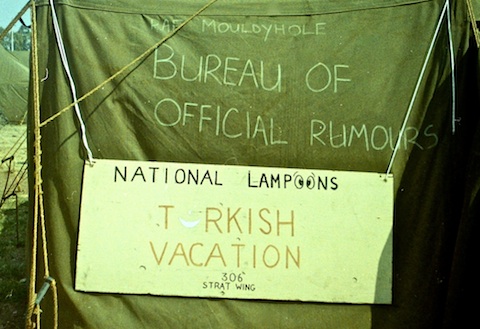 RAF MOULDYHOLE
BUREAU OF
OFFICIAL RUMOURS
NATIONAL LAMPOONS
TURKISH
VACATION
306
STRAT WING